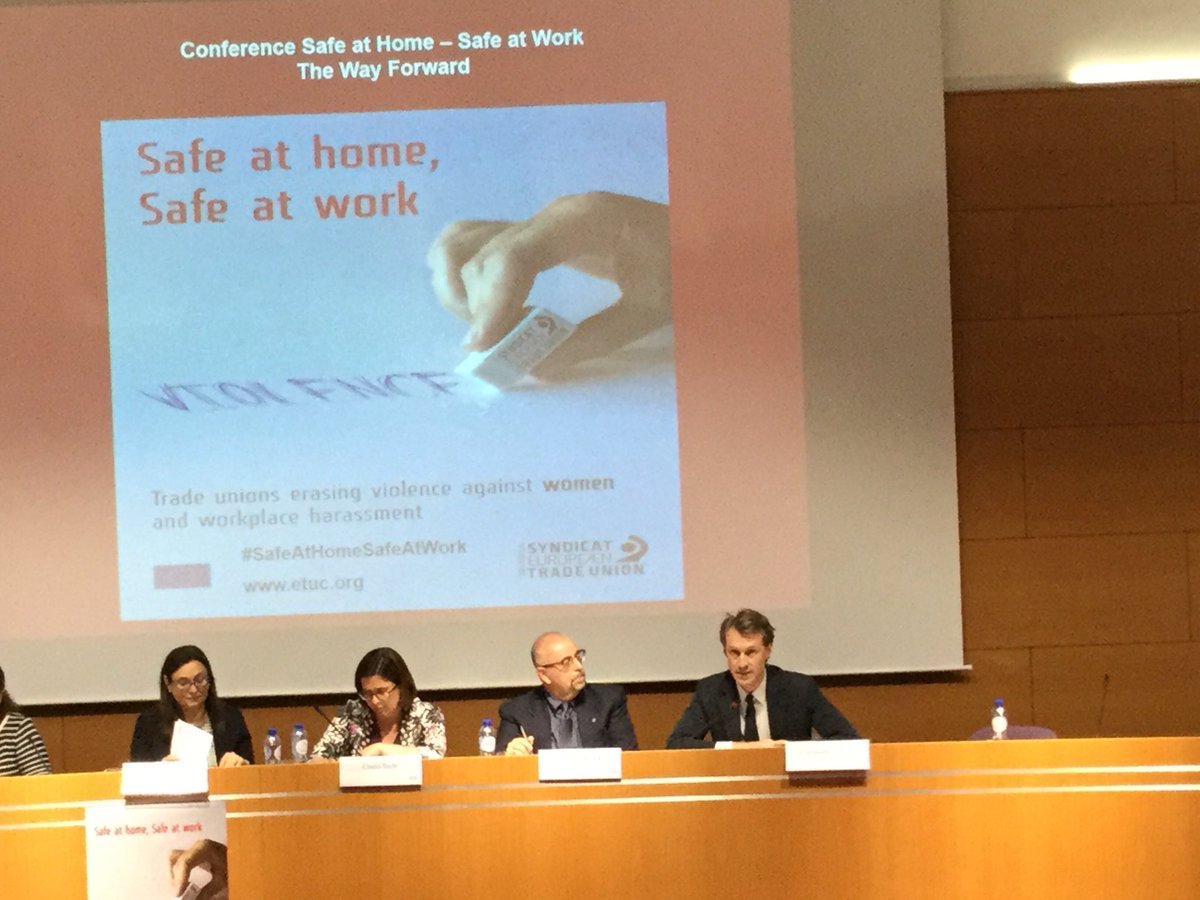 Conference Safe at Home – Safe at Work
The Way Forward
Safe at home,
Safe at work
SYNDICAT
VIOLENCE
Trade unions erasing violence against women
and workplace harassment
#SafeAtHomeSafeAtWork
www.etuc.org
SYNDICAT
EUROPEAN
TRADE UNION
Safe at home, Safe at work